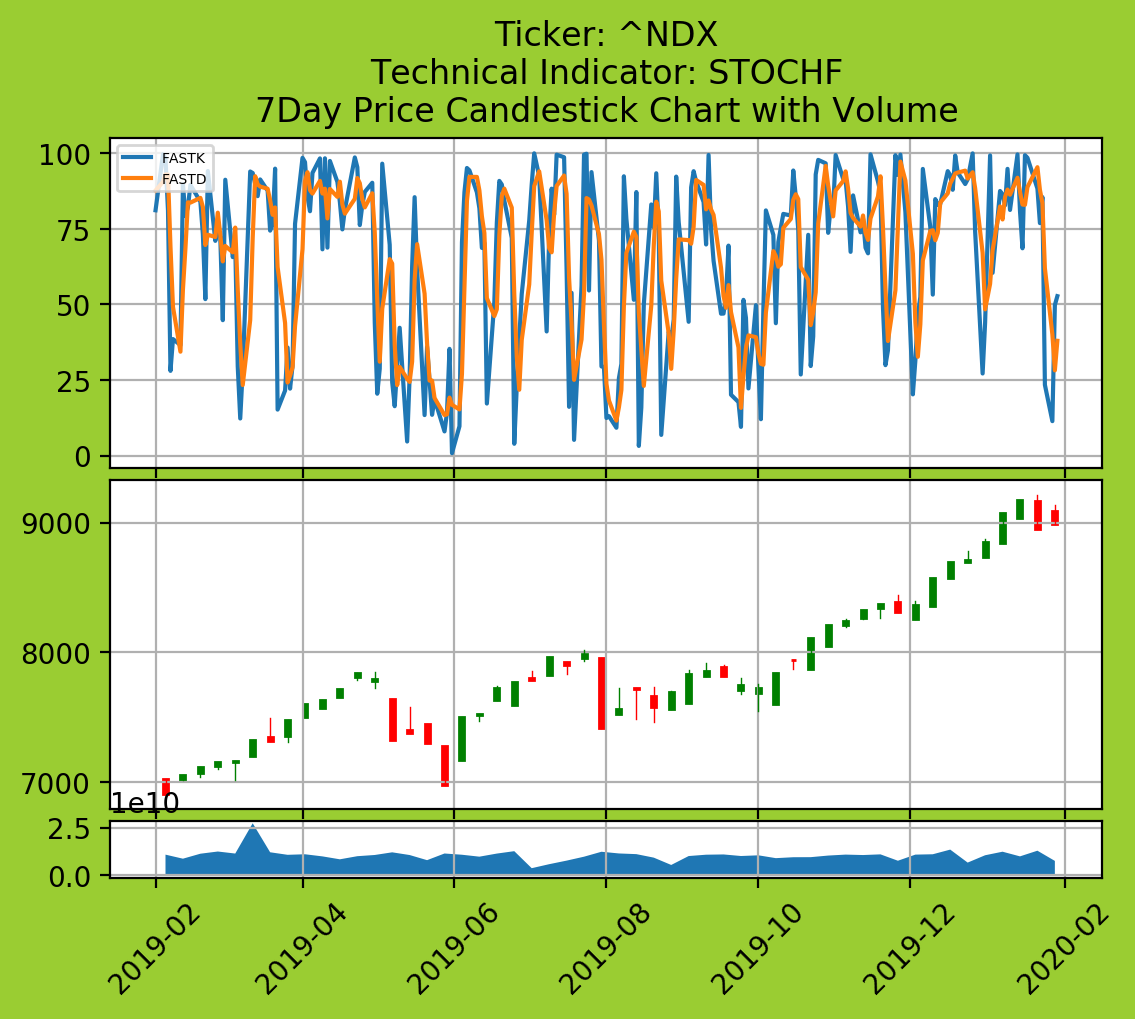 Ticker: ^NDX
Technical Indicator: STOCHF
7Day Price Candlestick Chart with Volume
100
75
50
25
0
FASTK
FASTD
9000
8000
7000
1e10
2.5
0.0
2019-02
2019-04
2019-06
2019-08
2019-10
2019-12
2020-02